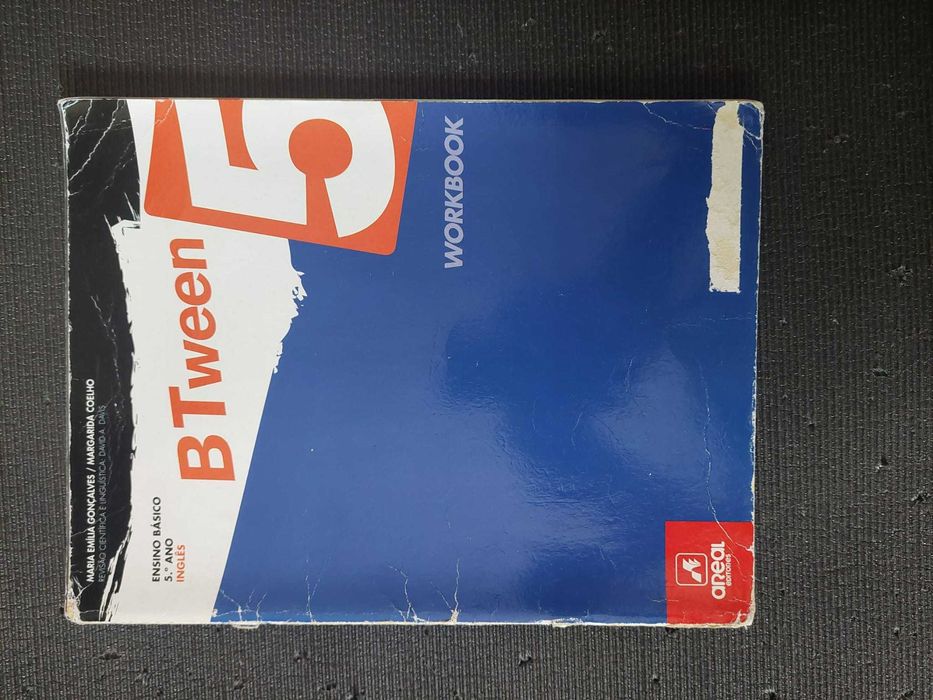 MARIA EMÍLIA GONÇALVES / MARGARIDA COELHO
REVISÃO CIENTÍFICA E LINGUÍSTICA: DAVID A. DAVIS
ENSINO BÁSICO
5.º ANO
INGLÊS
BTween
5
WORKBOOK
areal
EDITORES